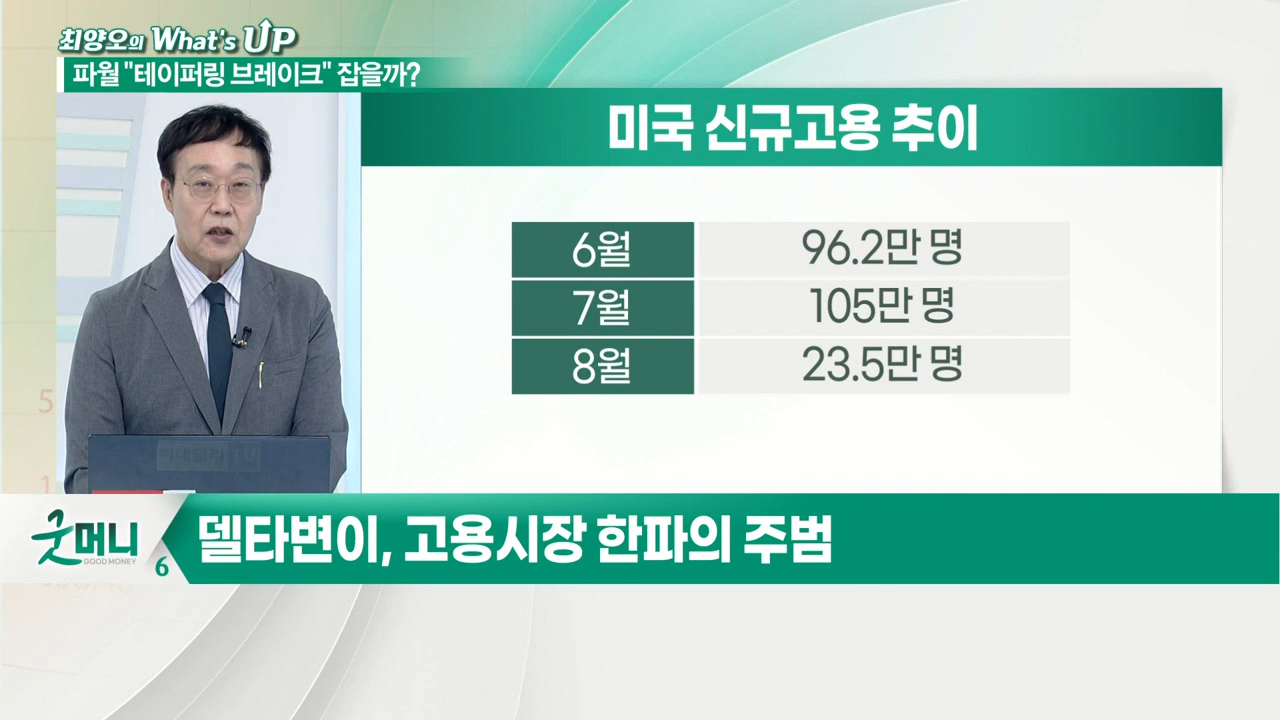 최양오의 What's UP
파월 "테이퍼링 브레이크" 잡을까?
미국 신규고용 추이
6월 96.2만 명
7월 105만 명
8월 23.5만 명
굿머니
GOOD MONEY
6
델타변이, 고용시장 한파의 주범
5
1